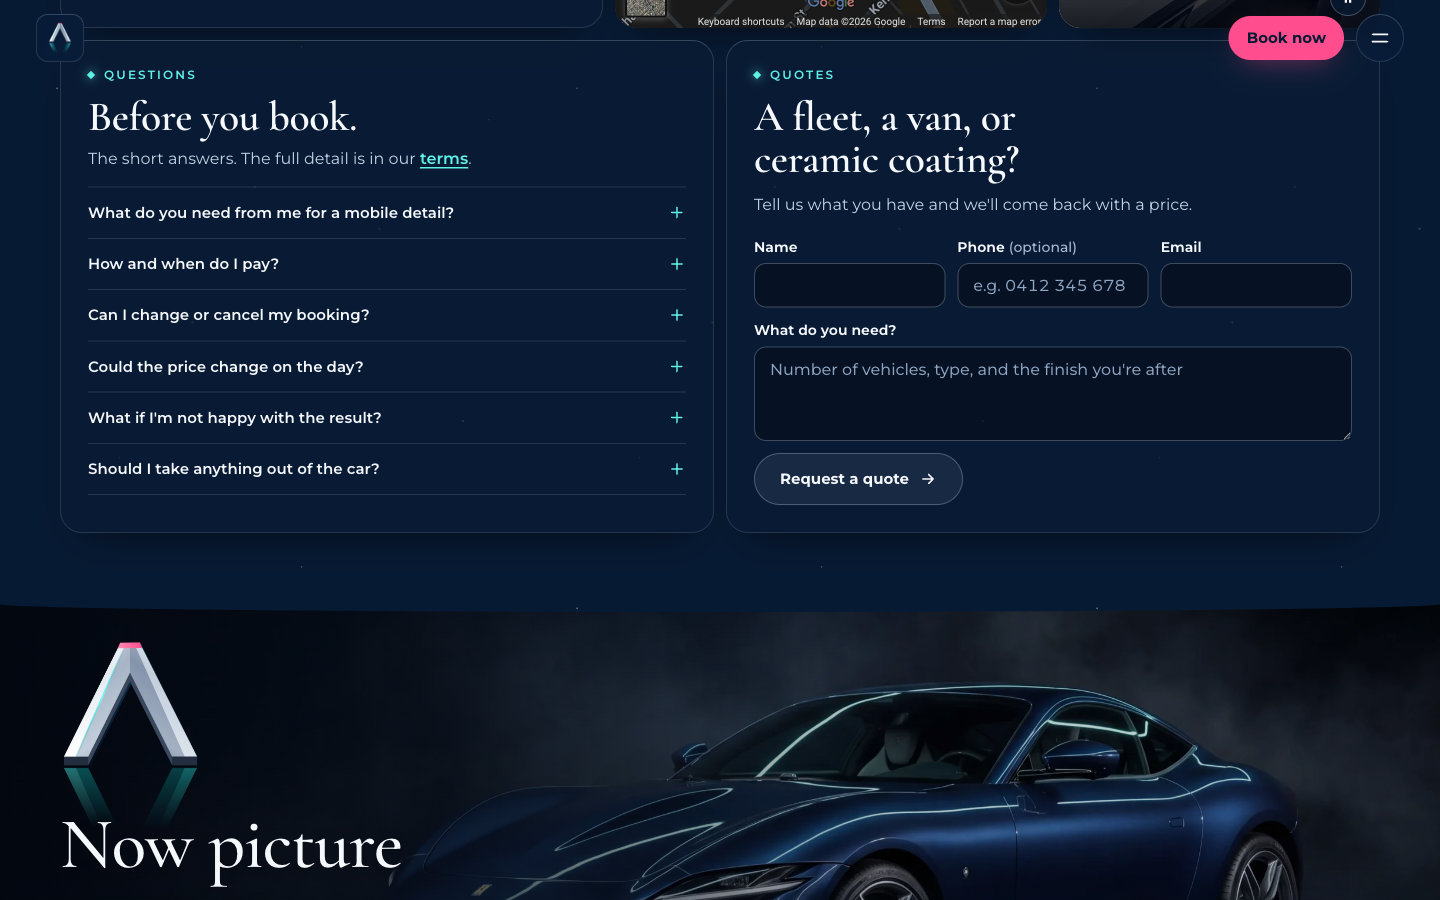 Google
Keyboard shortcuts
Map data ©2026 Google
Terms
Report a map error
Book now
QUESTIONS
Before you book.
The short answers. The full detail is in our terms.
What do you need from me for a mobile detail?
How and when do I pay?
Can I change or cancel my booking?
Could the price change on the day?
What if I'm not happy with the result?
Should I take anything out of the car?
QUOTES
A fleet, a van, or
ceramic coating?
Tell us what you have and we'll come back with a price.
Name
Phone (optional)
Email
e.g. 0412 345 678
What do you need?
Number of vehicles, type, and the finish you're after
Request a quote
Now picture